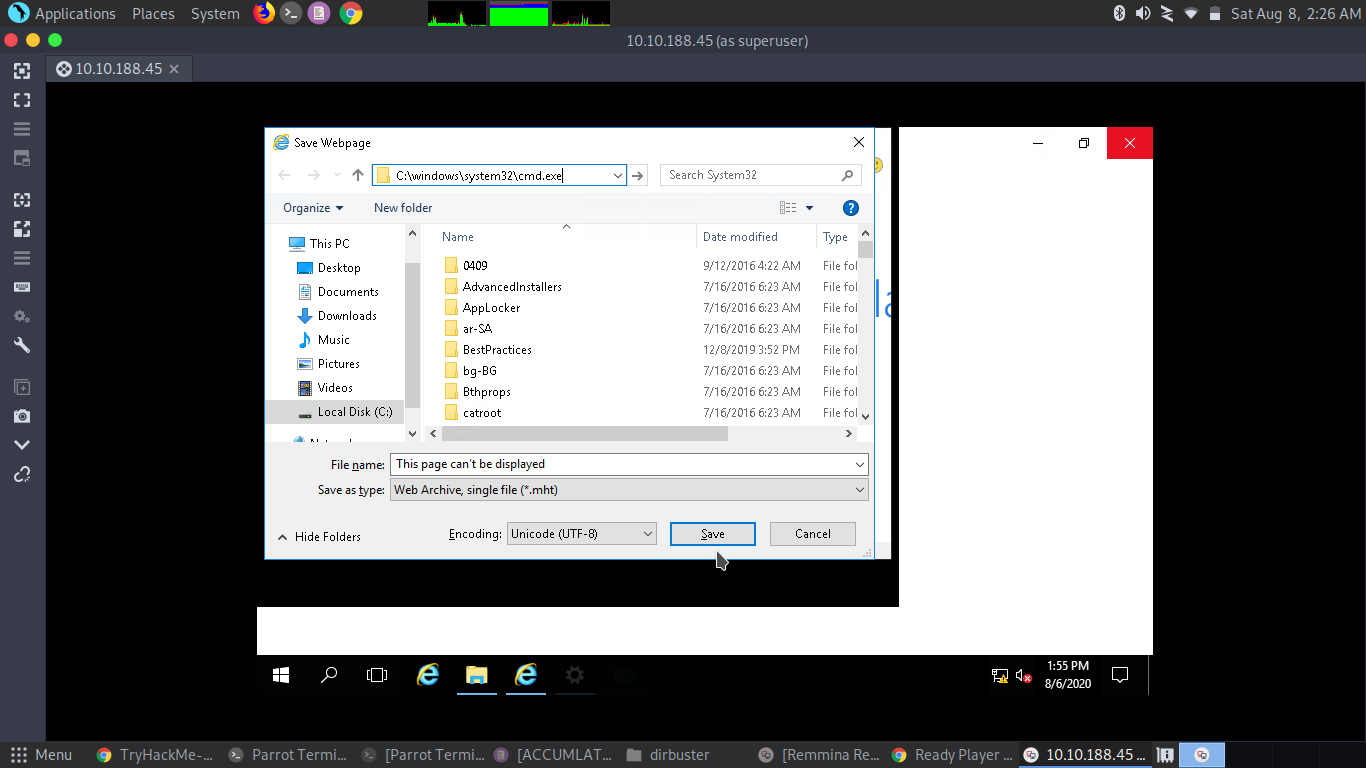 Applications Places System Sat Aug 8, 2:26 AM
10.10.188.45 (as superuser)
10.10.188.45
Save Webpage
C:\windows\system32\cmd.exe Search System32
Organize New folder
Name Date modified Type
This PC
Desktop
Documents
Downloads
Music
Pictures
Videos
Local Disk (C:)
0409 9/12/2016 4:22 AM File fol
AdvancedInstallers 7/16/2016 6:23 AM File fol
AppLocker 7/16/2016 6:23 AM File fol
ar-SA 7/16/2016 6:23 AM File fol
BestPractices 12/8/2019 3:52 PM File fol
bg-BG 7/16/2016 6:23 AM File fol
Bthprops 7/16/2016 6:23 AM File fol
catroot 7/16/2016 6:23 AM File fol
File name: This page can't be displayed
Save as type: Web Archive, single file (*.mht)
Hide Folders Encoding: Unicode (UTF-8) Save Cancel
1:55 PM
8/6/2020
Menu TryHackMe-... Parrot Termi... [Parrot Termi... [ACCUMLAT... dirbuster [Remmina Re... Ready Player ... 10.10.188.45 ...